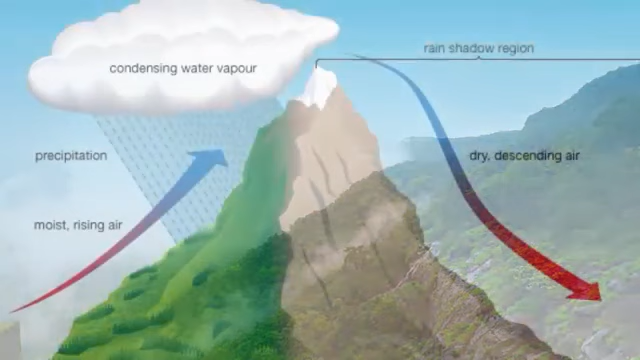 rain shadow region
condensing water vapour
precipitation
dry, descending air
moist, rising air